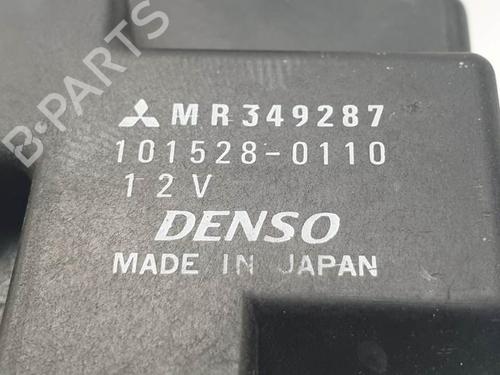 MR349287
101528-0110
12V
DENSO
MADE IN JAPAN
B-PARTS